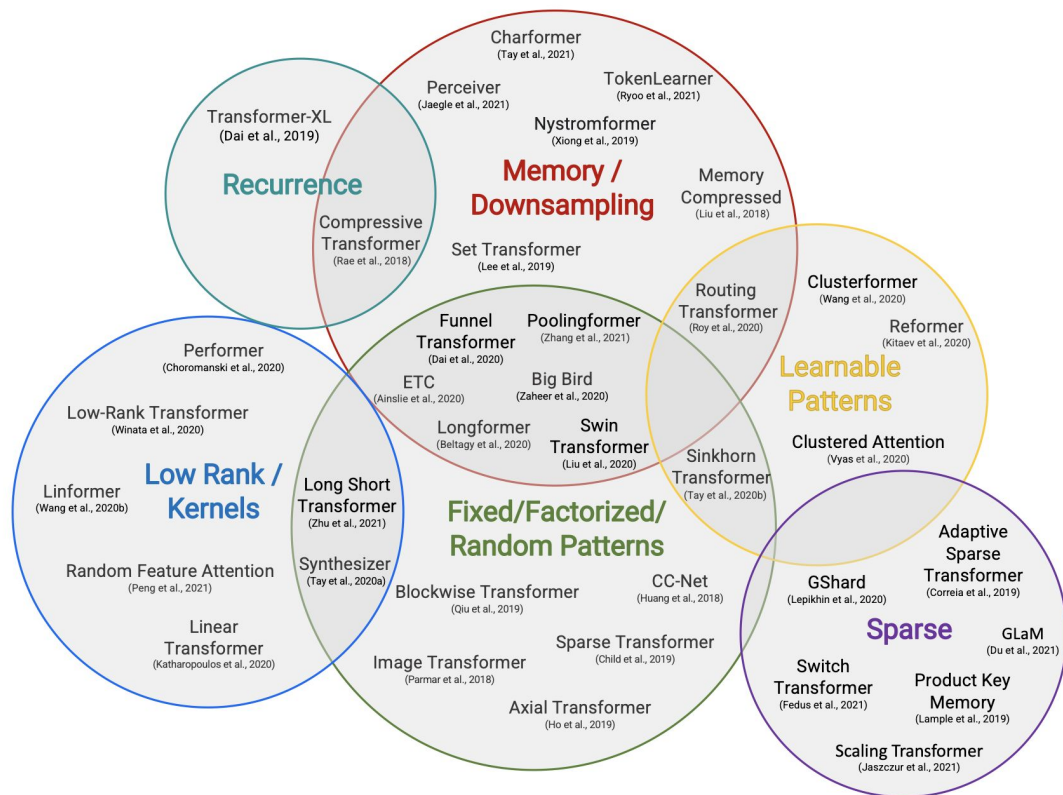 Charformer
(Tay et al., 2021)
Perceiver
(Jaegle et al., 2021)
TokenLearner
(Ryoo et al., 2021)
Transformer-XL
(Dai et al., 2019)
Nystromformer
(Xiong et al., 2019)
Recurrence
Memory /
Downsampling
Memory
Compressed
(Liu et al., 2018)
Compressive
Transformer
(Rae et al., 2018)
Set Transformer
(Lee et al., 2019)
Routing
Transformer
(Roy et al., 2020)
Clusterformer
(Wang et al., 2020)
Reformer
(Kitaev et al., 2020)
Funnel
Transformer
(Dai et al., 2020)
Poolingformer
(Zhang et al., 2021)
Performer
(Choromanski et al., 2020)
ETC
(Ainslie et al., 2020)
Big Bird
(Zaheer et al., 2020)
Learnable
Patterns
Low-Rank Transformer
(Winata et al., 2020)
Longformer
(Beltagy et al., 2020)
Swin
Transformer
(Liu et al., 2020)
Clustered Attention
(Vyas et al., 2020)
Sinkhorn
Transformer
(Tay et al., 2020b)
Low Rank /
Kernels
Linformer
(Wang et al., 2020b)
Long Short
Transformer
(Zhu et al., 2021)
Fixed/Factorized/
Random Patterns
Random Feature Attention
(Peng et al., 2021)
Synthesizer
(Tay et al., 2020a)
Blockwise Transformer
(Qiu et al., 2019)
CC-Net
(Huang et al., 2018)
GShard
(Lepikhin et al., 2020)
Adaptive
Sparse
Transformer
(Correia et al., 2019)
Sparse
Linear
Transformer
(Katharopoulos et al., 2020)
Image Transformer
(Parmar et al., 2018)
Sparse Transformer
(Child et al., 2019)
GLaM
(Du et al., 2021)
Switch
Transformer
(Fedus et al., 2021)
Product Key
Memory
(Lample et al., 2019)
Axial Transformer
(Ho et al., 2019)
Scaling Transformer
(Jaszczur et al., 2021)